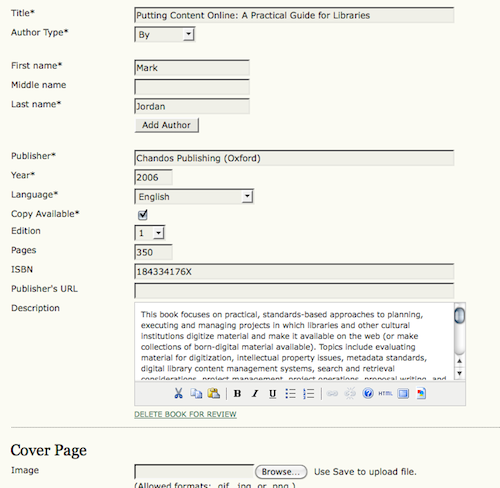 Title* Putting Content Online: A Practical Guide for Libraries
Author Type* By
First name* Mark
Middle name
Last name* Jordan
Add Author
Publisher* Chandos Publishing (Oxford)
Year* 2006
Language* English
Copy Available*
Edition 1
Pages 350
ISBN 184334176X
Publisher's URL
Description
This book focuses on practical, standards-based approaches to planning,
executing and managing projects in which libraries and other cultural
institutions digitize material and make it available on the web (or make
collections of born-digital material available). Topics include evaluating
material for digitization, intellectual property issues, metadata standards,
digital library content management systems, search and retrieval
considerations, project management, project operations, proposal writing, and
B I U HTML
DELETE BOOK FOR REVIEW
Cover Page
Image Browse... Use Save to upload file.
(Allowed formats: .gif, .jpg, or .png.)